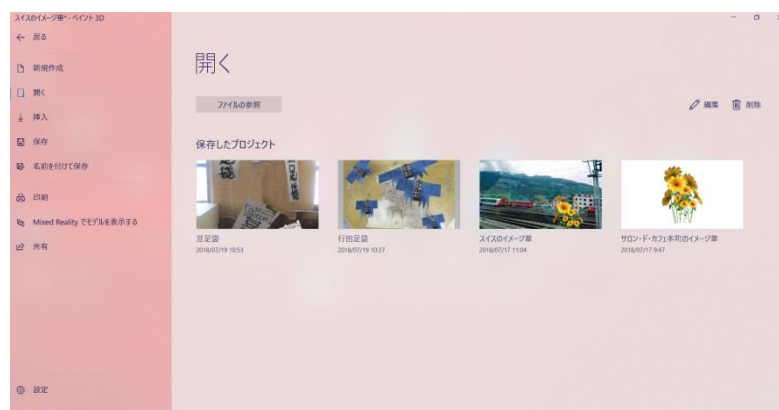 スイスのイメージ華* - ペイント 3D
戻る
新規作成
開く
挿入
保存
名前を付けて保存
印刷
Mixed Reality でモデルを表示する
共有
設定
開く
ファイルの参照
編集
削除
保存したプロジェクト
豆足袋
2018/07/19 10:53
行田足袋
2018/07/19 10:27
スイスのイメージ華
2018/07/17 11:04
サロン・ド・カフェ本町のイメージ華
2018/07/17 9:47